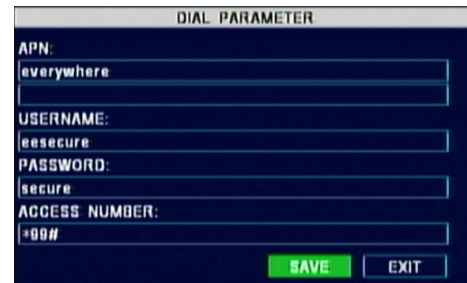 DIAL PARAMETER
APN:
everywhere
USERNAME:
eesecure
PASSWORD:
secure
ACCESS NUMBER:
*99#
SAVE EXIT